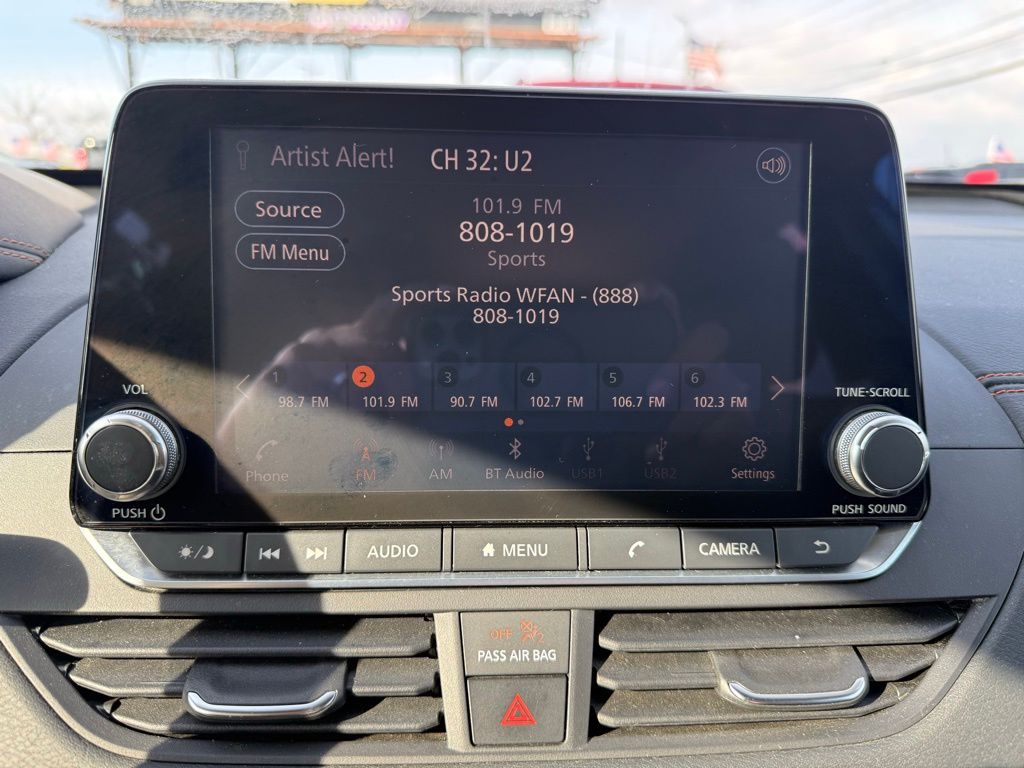 Artist Alert! CH 32: U2
Source
101.9 FM
808-1019
FM Menu
Sports
Sports Radio WFAN - (888)
808-1019
1 2 3 4 5 6
98.7 FM 101.9 FM 90.7 FM 102.7 FM 106.7 FM 102.3 FM
VOL
TUNE•SCROLL
Phone FM AM BT Audio USB1 USB2 Settings
PUSH
PUSH SOUND
AUDIO MENU CAMERA
OFF 2
PASS AIR BAG